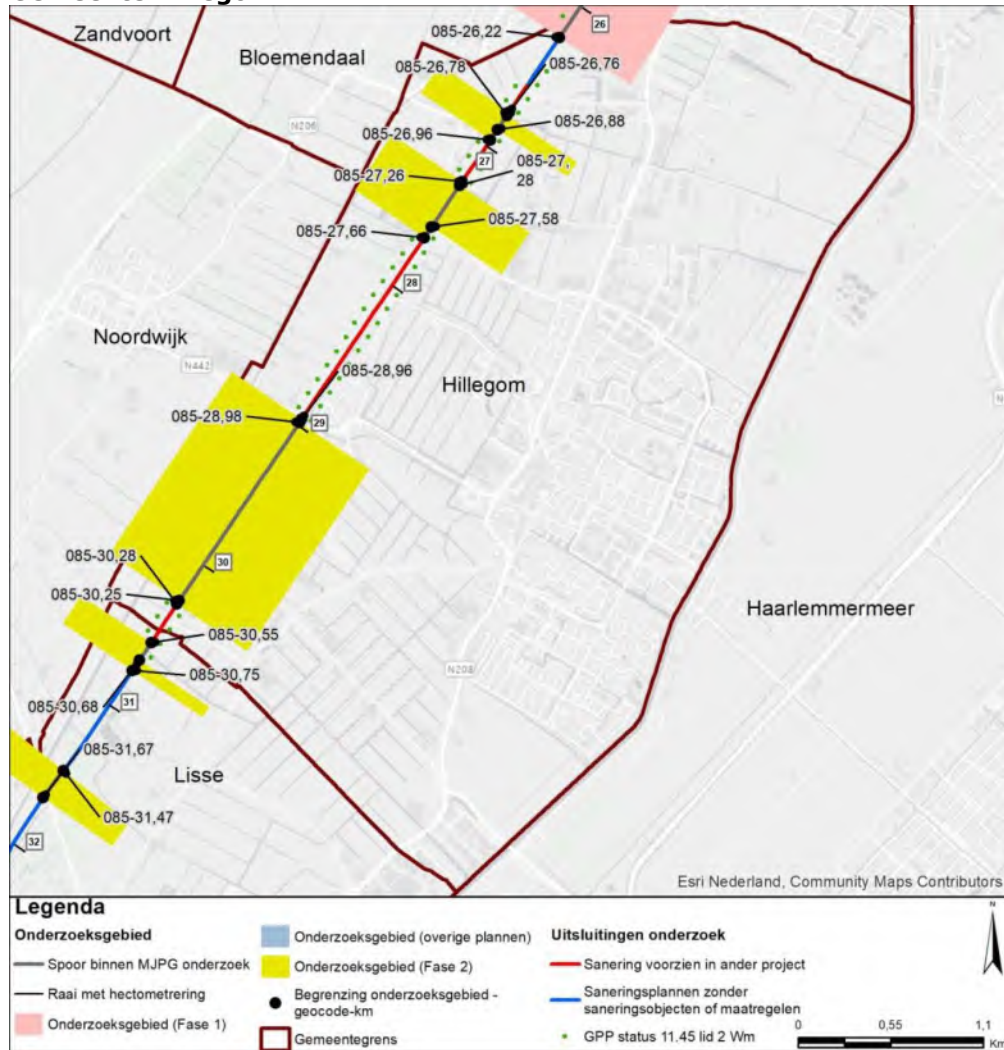 Zandvoort
Bloemendaal
N206
26
085-26,22
085-26,78
085-26,76
085-26,88
085-26,96
27
085-27,
28
085-27,26
085-27,58
085-27,66
28
Noordwijk
N442
085-28,96
Hillegom
085-28,98
29
085-30,28
30
085-30,25
085-30,55
Haarlemmermeer
085-30,75
N208
085-30,68
31
085-31,67
Lisse
085-31,47
32
Esri Nederland, Community Maps Contributors
Legenda
Onderzoeksgebied
Spoor binnen MJPG onderzoek
Raai met hectometrering
Onderzoeksgebied (Fase 1)
Onderzoeksgebied (overige plannen)
Onderzoeksgebied (Fase 2)
Begrenzing onderzoeksgebied -
geocode-km
Gemeentegrens
Uitsluitingen onderzoek
Sanering voorzien in ander project
Saneringsplannen zonder
saneringsobjecten of maatregelen
GPP status 11.45 lid 2 Wm
N
0 0,55 1,1
Km